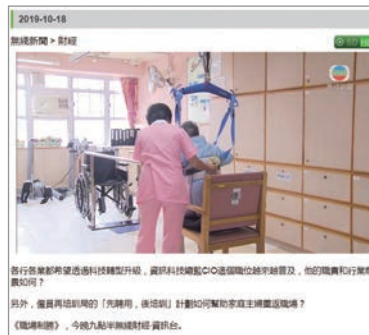 2019-10-18
無綫新聞 > 財經
SD
各行各業都希望透過科技轉型升級，資訊科技總監CIO這個職位越來越普及，他的職責和行業
責如何？
另外，僱員再培訓局的「先聘用，後培訓」計劃如何幫助家庭主婦重返職場？
《職場制勝》，今晚九點半無綫財經·資訊台。